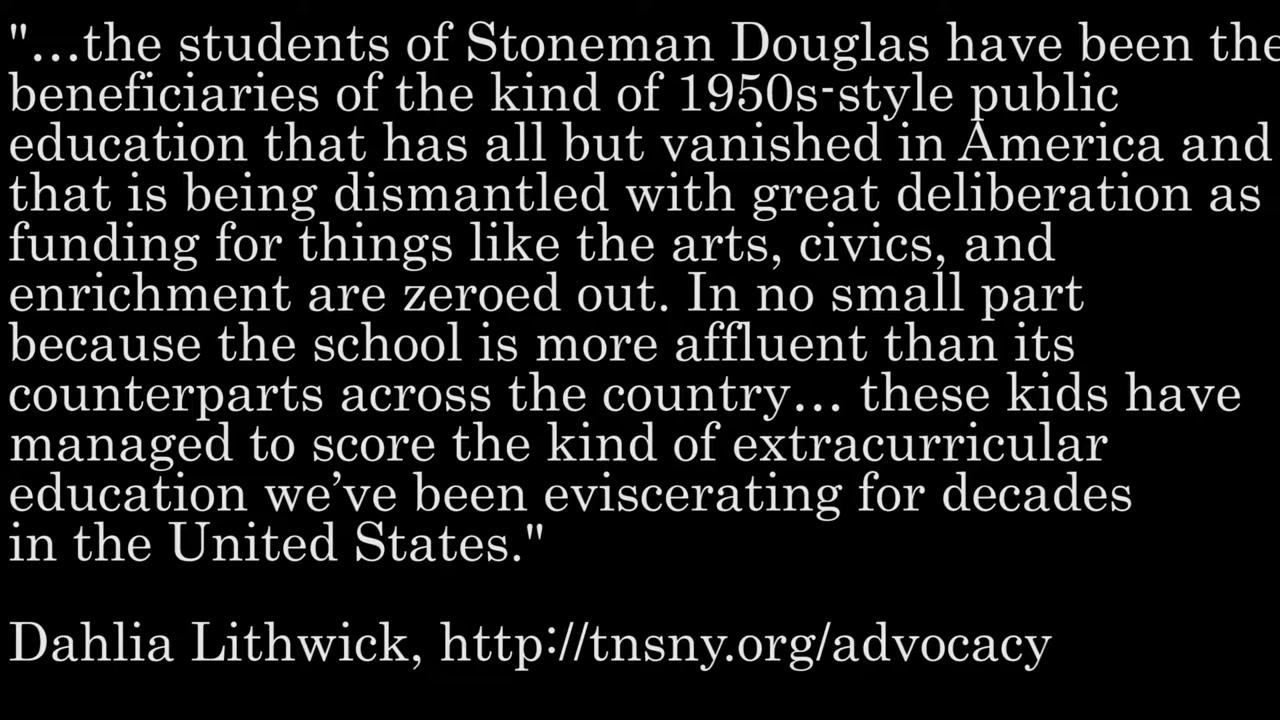 "…the students of Stoneman Douglas have been the
beneficiaries of the kind of 1950s-style public
education that has all but vanished in America and
that is being dismantled with great deliberation as
funding for things like the arts, civics, and
enrichment are zeroed out. In no small part
because the school is more affluent than its
counterparts across the country… these kids have
managed to score the kind of extracurricular
education we’ve been eviscerating for decades
in the United States."
Dahlia Lithwick, http://tnsny.org/advocacy